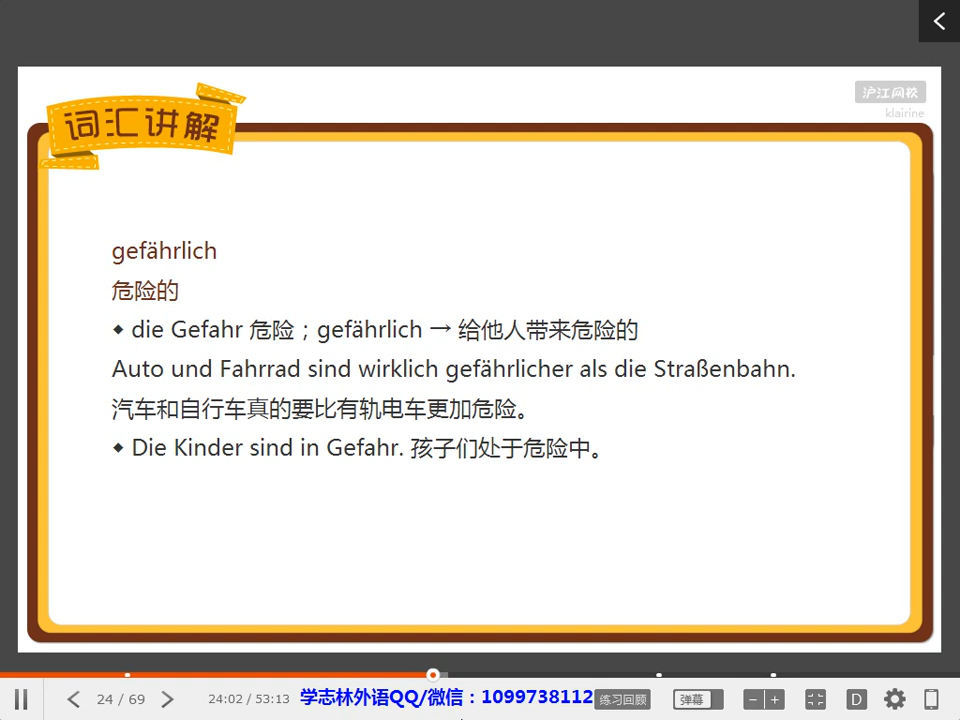 沪江网校
klairine
词汇讲解
gefährlich
危险的
◆ die Gefahr 危险；gefährlich → 给他人带来危险的
Auto und Fahrrad sind wirklich gefährlicher als die Straßenbahn.
汽车和自行车真的要比有轨电车更加危险。
◆ Die Kinder sind in Gefahr. 孩子们处于危险中。
24 / 69
24:02 / 53:13
学志林外语QQ/微信：1099738112
练习回顾
弹幕
D